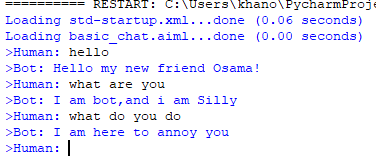 ========== RESTART: C:\Users\khano\PycharmProje
Loading std-startup.xml...done (0.06 seconds)
Loading basic_chat.aiml...done (0.00 seconds)
>Human: hello
>Bot: Hello my new friend Osama!
>Human: what are you
>Bot: I am bot,and i am Silly
>Human: what do you do
>Bot: I am here to annoy you
>Human: